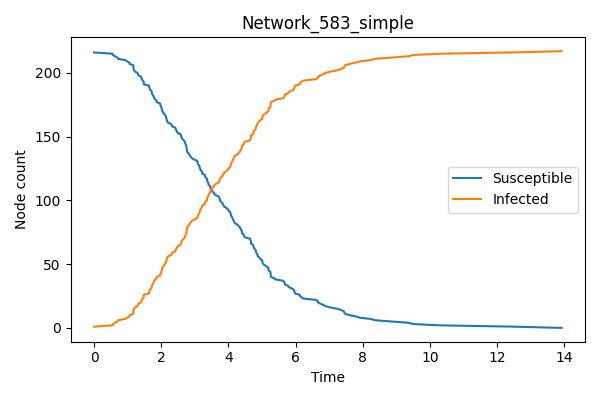 Network_583_simple
Node count
200
150
100
50
0
Susceptible
Infected
0 2 4 6 8 10 12 14
Time